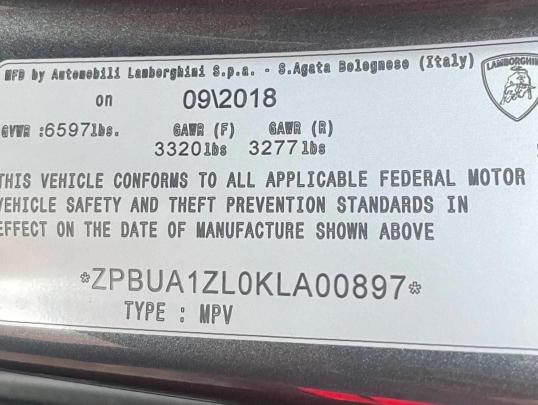 MFD by Automobili Lamborghini S.p.a. - S.Agata Bolognese (Italy)
LAMBORGHINI
on 09\2018
GVWR :6597lbs. GAWR (F) GAWR (R)
3320lbs 3277lbs
THIS VEHICLE CONFORMS TO ALL APPLICABLE FEDERAL MOTOR
VEHICLE SAFETY AND THEFT PREVENTION STANDARDS IN
EFFECT ON THE DATE OF MANUFACTURE SHOWN ABOVE
*ZPBUA1ZL0KLA00897*
TYPE : MPV